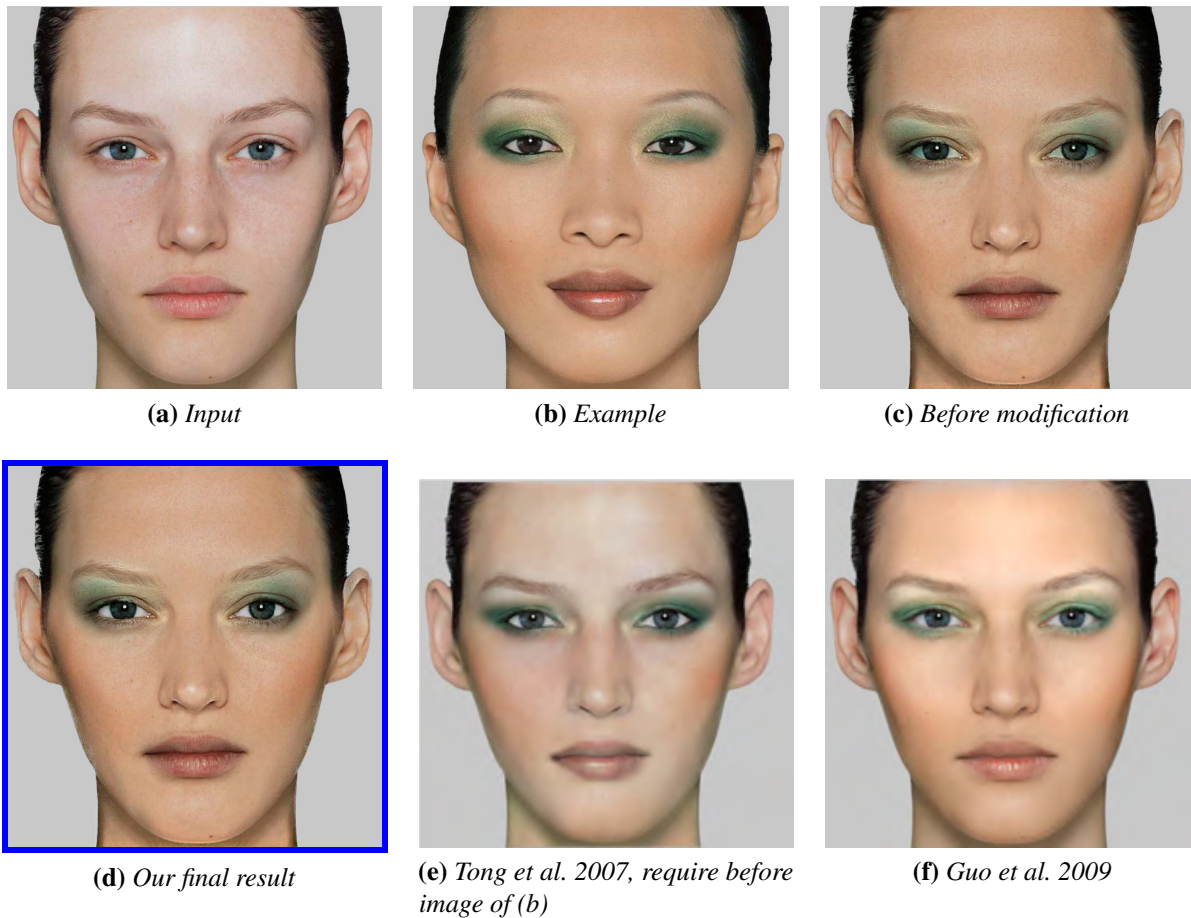 (a) Input
(b) Example
(c) Before modification
(d) Our final result
(e) Tong et al. 2007, require before
image of (b)
(f) Guo et al. 2009